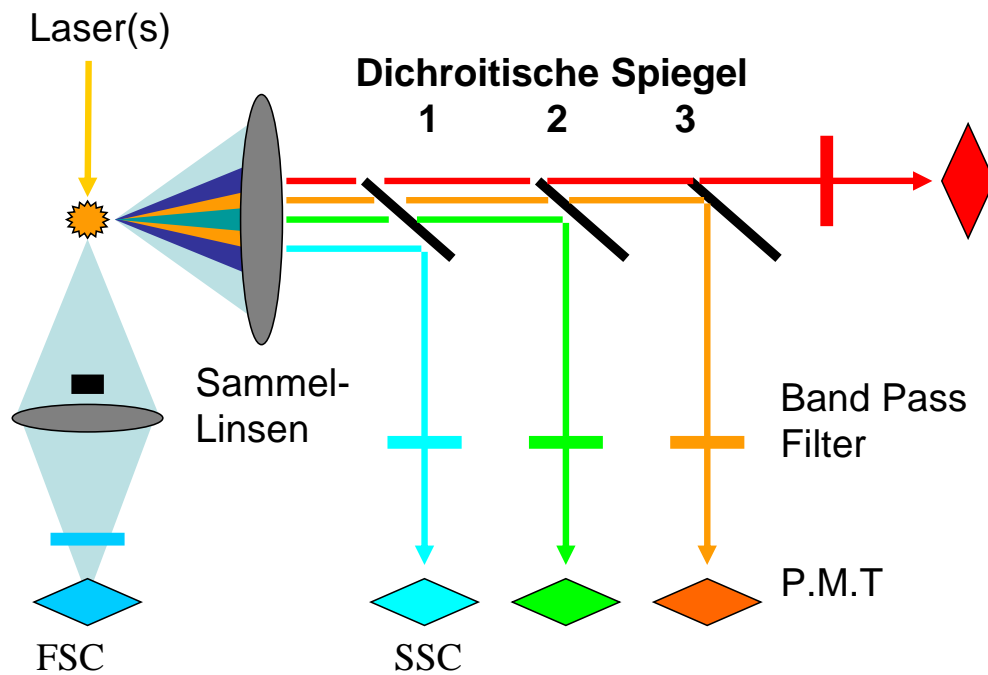 Laser(s)
Dichroitische Spiegel
1 2 3
Sammel-
Linsen
Band Pass
Filter
P.M.T
FSC
SSC